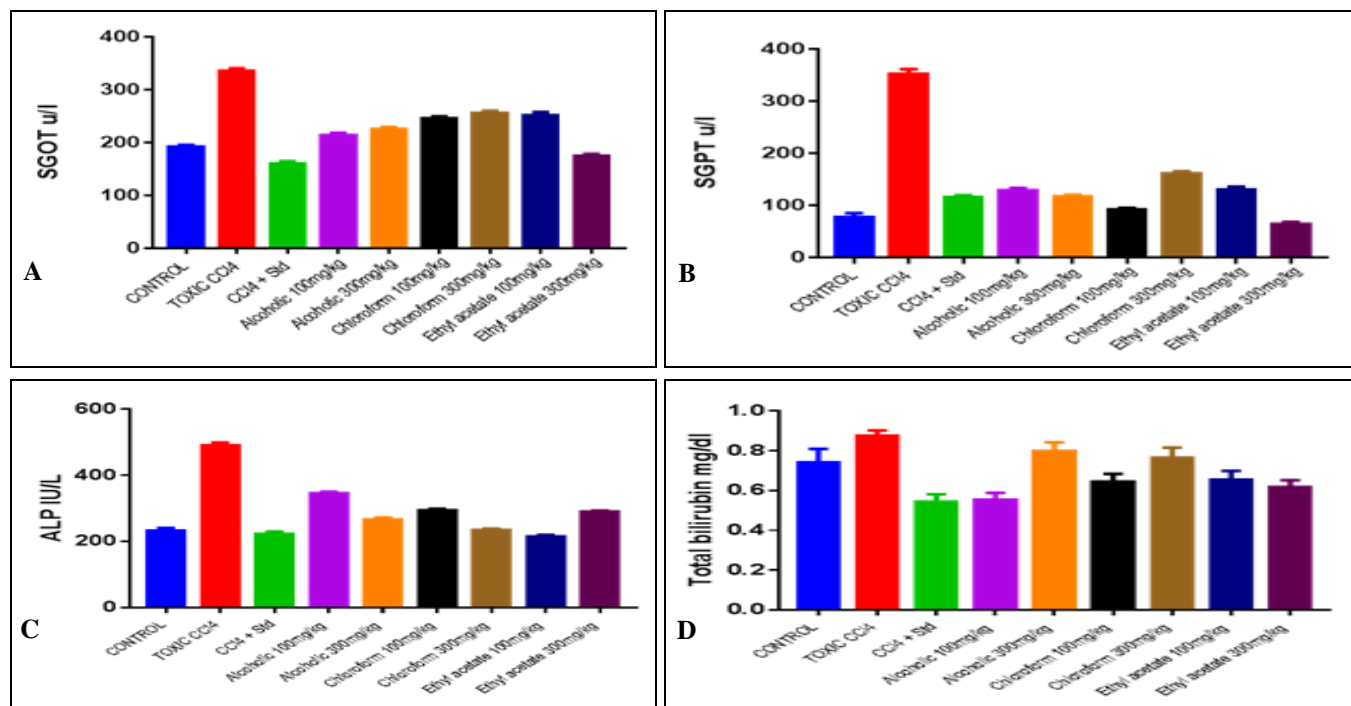 400
300
200
100
0
SGOT u/l
CONTROL
TOXIC CCl4
CCl4 + Std
Alcoholic 100mg/kg
Alcoholic 300mg/kg
Chloroform 100mg/kg
Chloroform 300mg/kg
Ethyl acetate 100mg/kg
Ethyl acetate 300mg/kg
A
400
300
200
100
0
SGPT u/l
CONTROL
TOXIC CCl4
CCl4 + Std
Alcoholic 100mg/kg
Alcoholic 300mg/kg
Chloroform 100mg/kg
Chloroform 300mg/kg
Ethyl acetate 100mg/kg
Ethyl acetate 300mg/kg
B
600
400
200
0
ALP IU/L
CONTROL
TOXIC CCl4
CCl4 + Std
Alcoholic 100mg/kg
Alcoholic 300mg/kg
Chloroform 100mg/kg
Chloroform 300mg/kg
Ethyl acetate 100mg/kg
Ethyl acetate 300mg/kg
C
1.0
0.8
0.6
0.4
0.2
0.0
Total bilirubin mg/dl
CONTROL
TOXIC CCl4
CCl4 + Std
Alcoholic 100mg/kg
Alcoholic 300mg/kg
Chloroform 100mg/kg
Chloroform 300mg/kg
Ethyl acetate 100mg/kg
Ethyl acetate 300mg/kg
D